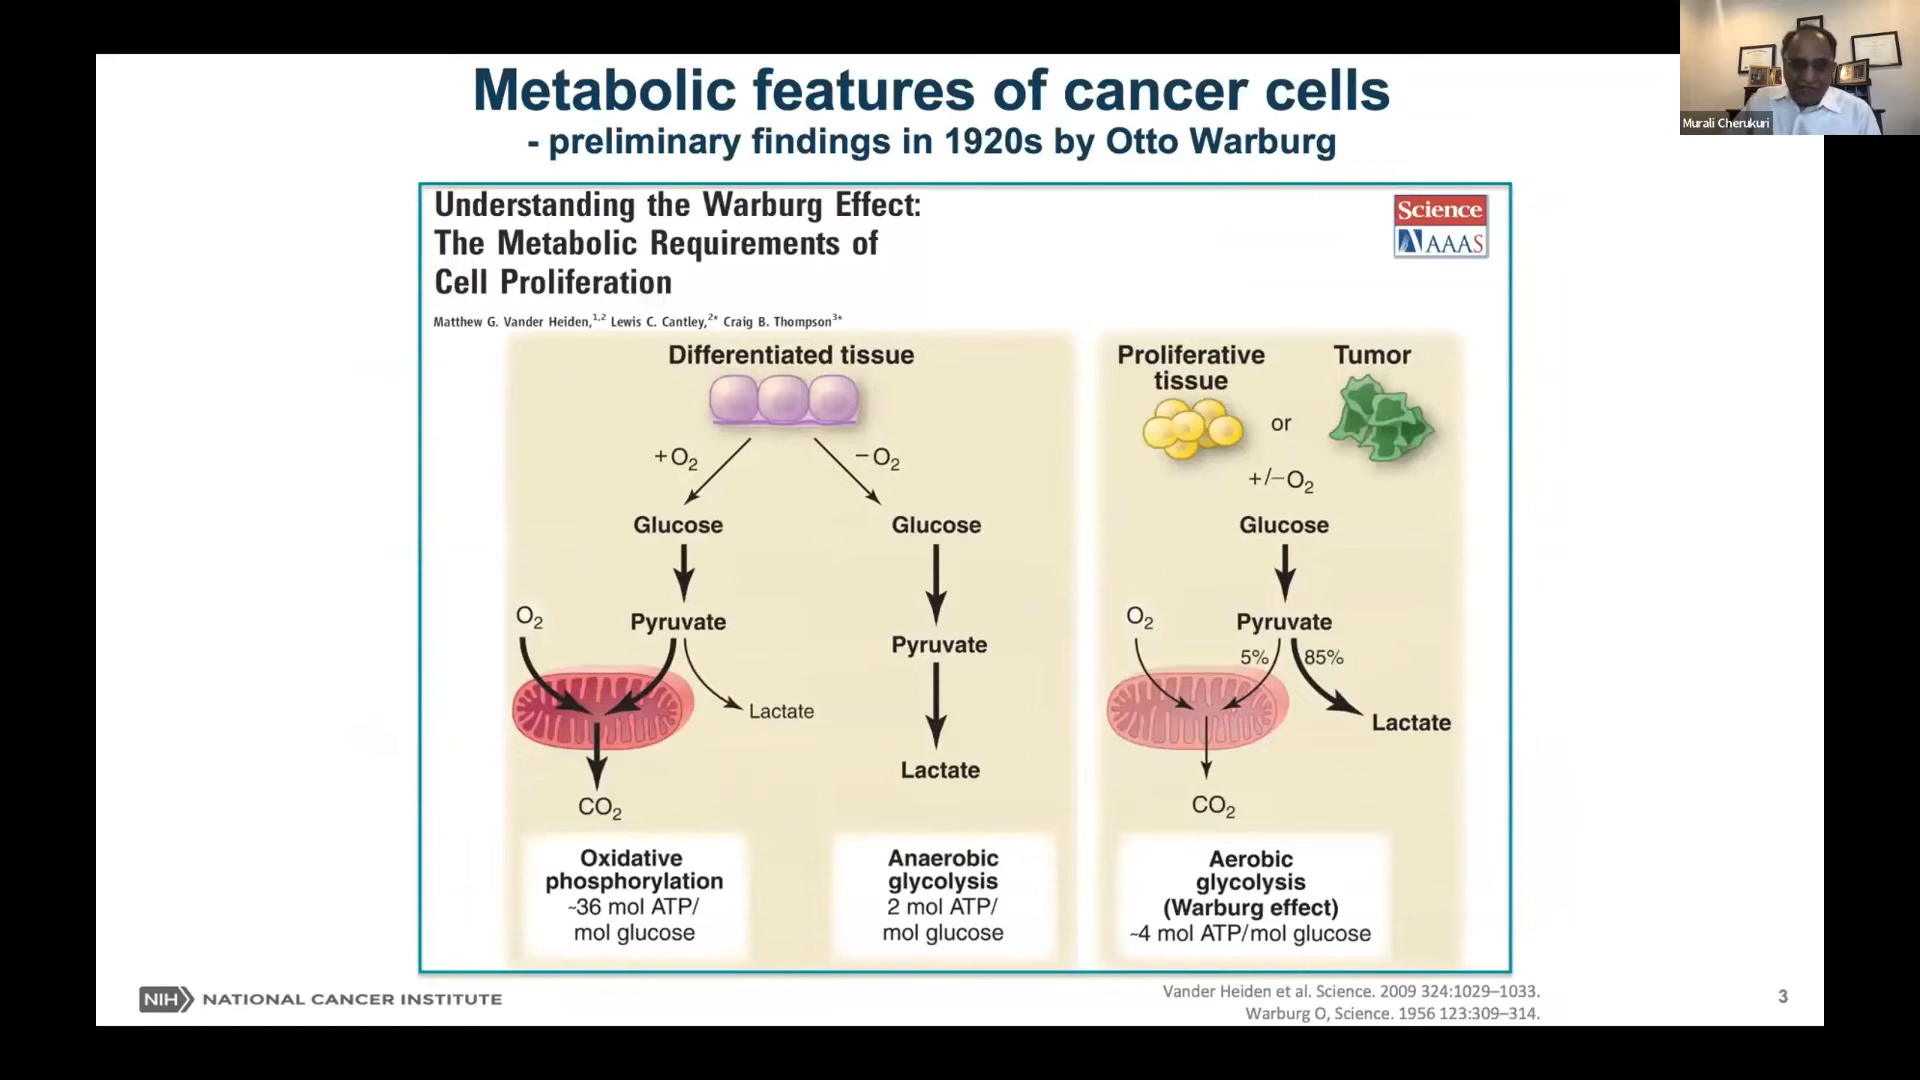 Metabolic features of cancer cells
- preliminary findings in 1920s by Otto Warburg
Murali Cherukuri
Understanding the Warburg Effect:
The Metabolic Requirements of
Cell Proliferation
Science
AAAS
Matthew G. Vander Heiden,1,2 Lewis C. Cantley,2* Craig B. Thompson3*
Differentiated tissue
+O2
−O2
Glucose
Glucose
O2
Pyruvate
Pyruvate
Lactate
Lactate
CO2
Oxidative
phosphorylation
~36 mol ATP/
mol glucose
Anaerobic
glycolysis
2 mol ATP/
mol glucose
Proliferative
tissue
or
Tumor
+/−O2
Glucose
O2
Pyruvate
5%
85%
Lactate
CO2
Aerobic
glycolysis
(Warburg effect)
~4 mol ATP/mol glucose
NIH NATIONAL CANCER INSTITUTE
Vander Heiden et al. Science. 2009 324:1029–1033.
Warburg O, Science. 1956 123:309–314.
3